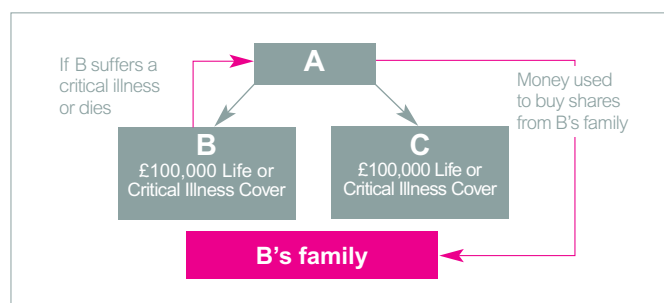 If B suffers a
critical illness
or dies
A
Money used
to buy shares
from B's family
B
£100,000 Life or
Critical Illness Cover
C
£100,000 Life or
Critical Illness Cover
B's family